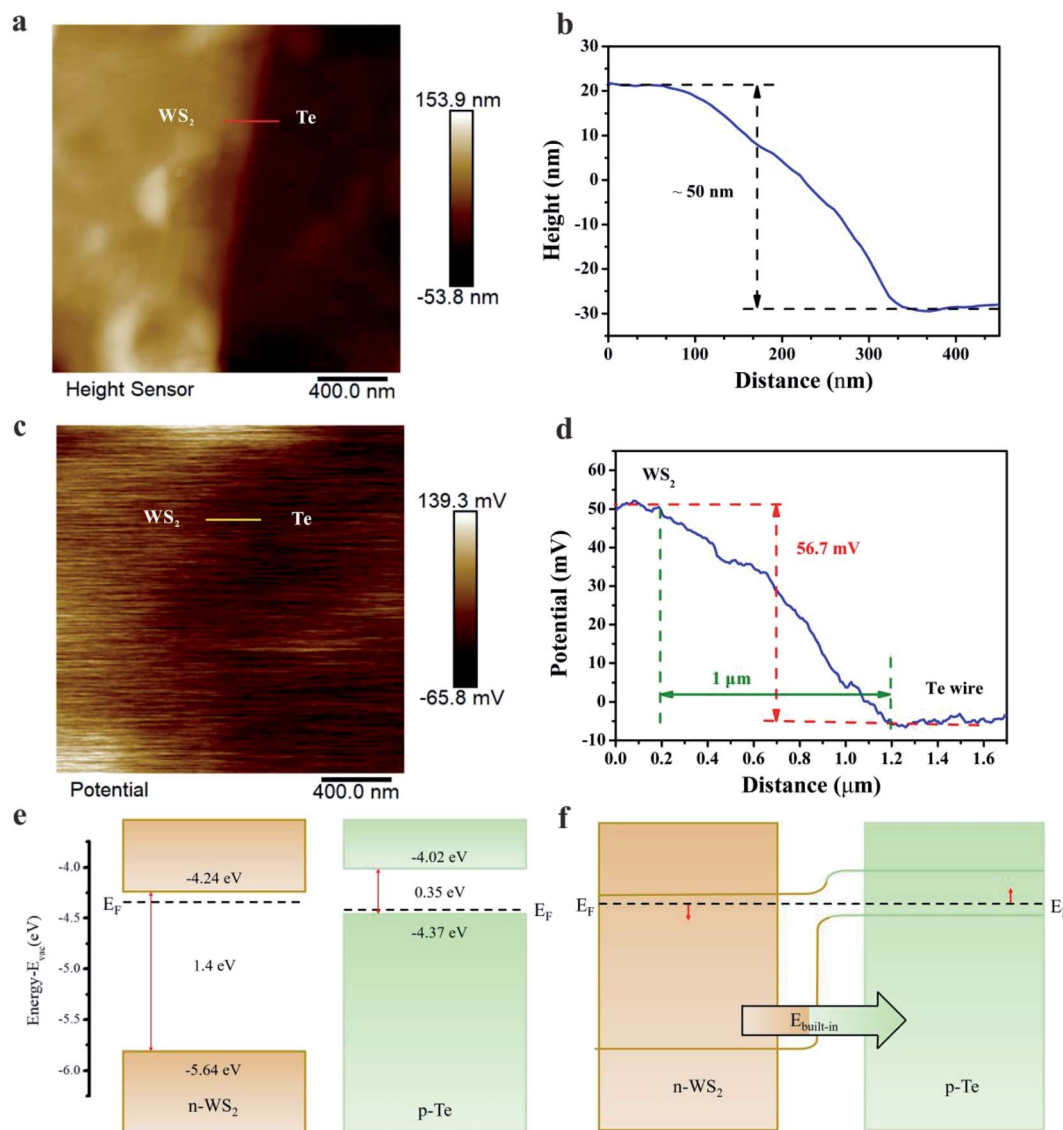 a
WS₂
Te
153.9 nm
-53.8 nm
Height Sensor
400.0 nm
b
30
20
10
0
-10
-20
-30
Height (nm)
~ 50 nm
0
100
200
300
400
Distance (nm)
c
WS₂
Te
139.3 mV
-65.8 mV
Potential
400.0 nm
d
60
50
40
30
20
10
0
-10
Potential (mV)
WS₂
56.7 mV
1 μm
Te wire
0.0
0.2
0.4
0.6
0.8
1.0
1.2
1.4
1.6
Distance (μm)
e
-4.0
-4.5
-5.0
-5.5
-6.0
Energy-Evac(eV)
-4.24 eV
EF
1.4 eV
-5.64 eV
n-WS₂
-4.02 eV
0.35 eV
EF
-4.37 eV
p-Te
f
EF
E
Ebuilt-in
n-WS₂
p-Te